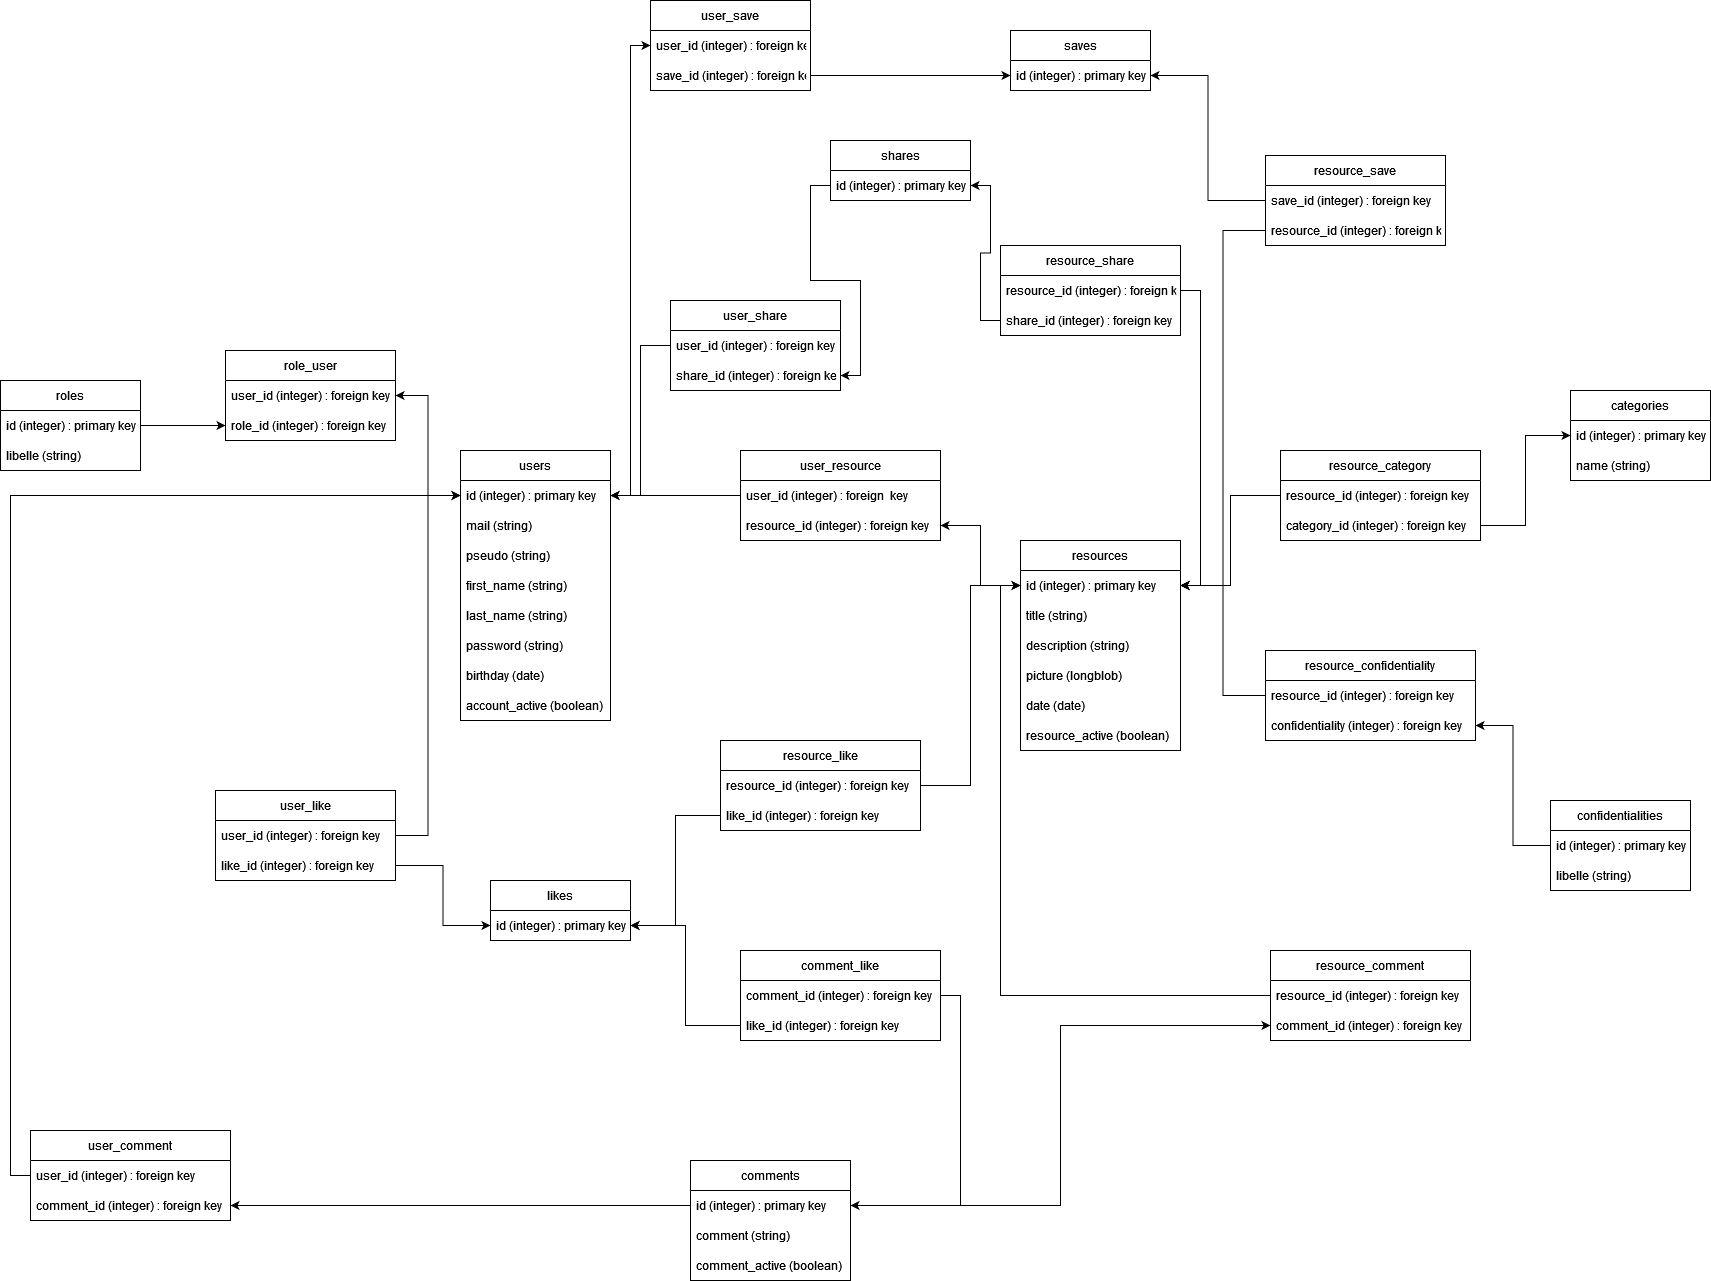 user_save
user_id (integer) : foreign ke
save_id (integer) : foreign ke
saves
id (integer) : primary key
shares
id (integer) : primary key
resource_save
save_id (integer) : foreign key
resource_id (integer) : foreign k
resource_share
resource_id (integer) : foreign k
share_id (integer) : foreign key
user_share
user_id (integer) : foreign key
share_id (integer) : foreign ke
role_user
user_id (integer) : foreign key
role_id (integer) : foreign key
roles
id (integer) : primary key
libelle (string)
categories
id (integer) : primary key
name (string)
users
id (integer) : primary key
mail (string)
pseudo (string)
first_name (string)
last_name (string)
password (string)
birthday (date)
account_active (boolean)
user_resource
user_id (integer) : foreign  key
resource_id (integer) : foreign key
resource_category
resource_id (integer) : foreign key
category_id (integer) : foreign key
resources
id (integer) : primary key
title (string)
description (string)
picture (longblob)
date (date)
resource_active (boolean)
resource_confidentiality
resource_id (integer) : foreign key
confidentiality (integer) : foreign key
resource_like
resource_id (integer) : foreign key
like_id (integer) : foreign key
user_like
user_id (integer) : foreign key
like_id (integer) : foreign key
confidentialities
id (integer) : primary key
libelle (string)
likes
id (integer) : primary key
comment_like
comment_id (integer) : foreign key
like_id (integer) : foreign key
resource_comment
resource_id (integer) : foreign key
comment_id (integer) : foreign key
user_comment
user_id (integer) : foreign key
comment_id (integer) : foreign key
comments
id (integer) : primary key
comment (string)
comment_active (boolean)